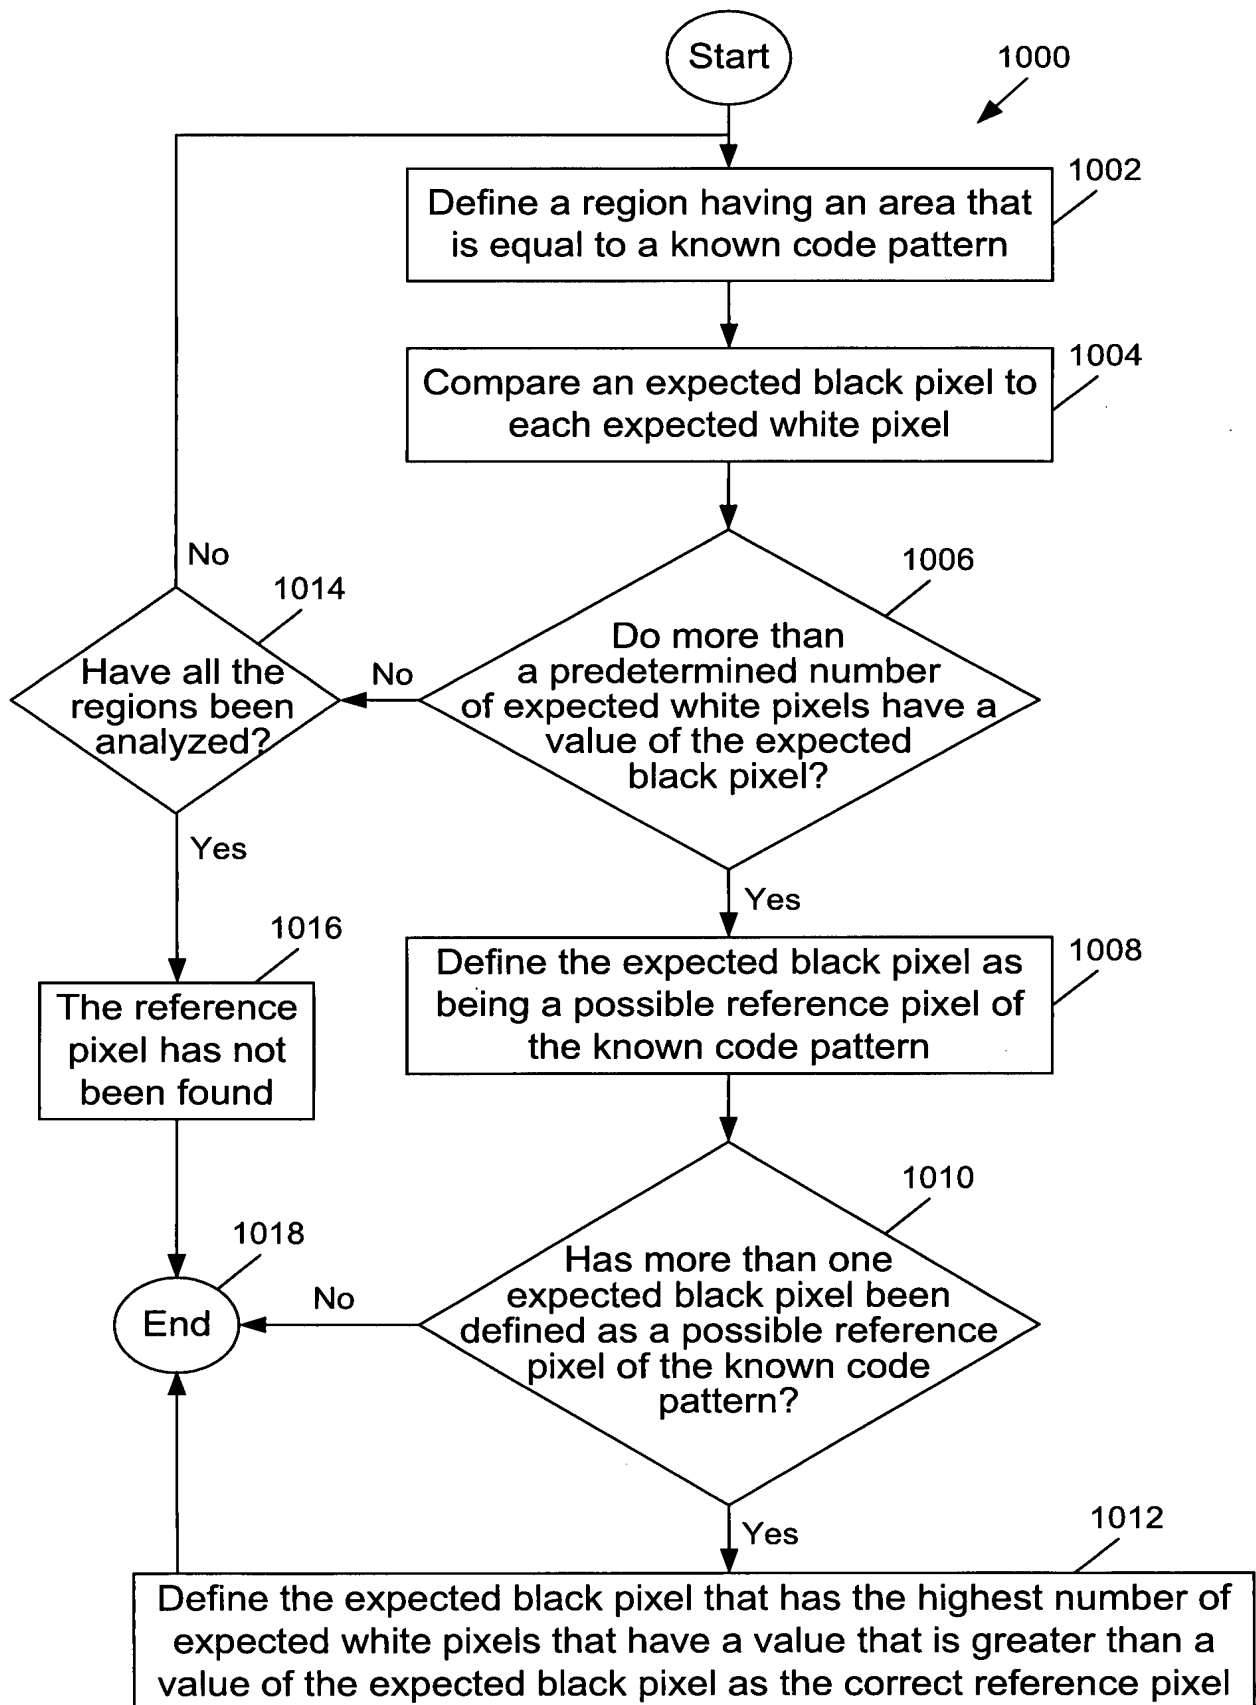 Start
1000
1002
Define a region having an area that
is equal to a known code pattern
1004
Compare an expected black pixel to
each expected white pixel
No
1006
1014
Do more than
a predetermined number
of expected white pixels have a
value of the expected
black pixel?
No
Have all the
regions been
analyzed?
Yes
Yes
1016
1008
The reference
pixel has not
been found
Define the expected black pixel as
being a possible reference pixel of
the known code pattern
1010
1018
Has more than one
expected black pixel been
defined as a possible reference
pixel of the known code
pattern?
No
End
Yes
1012
Define the expected black pixel that has the highest number of
expected white pixels that have a value that is greater than a
value of the expected black pixel as the correct reference pixel